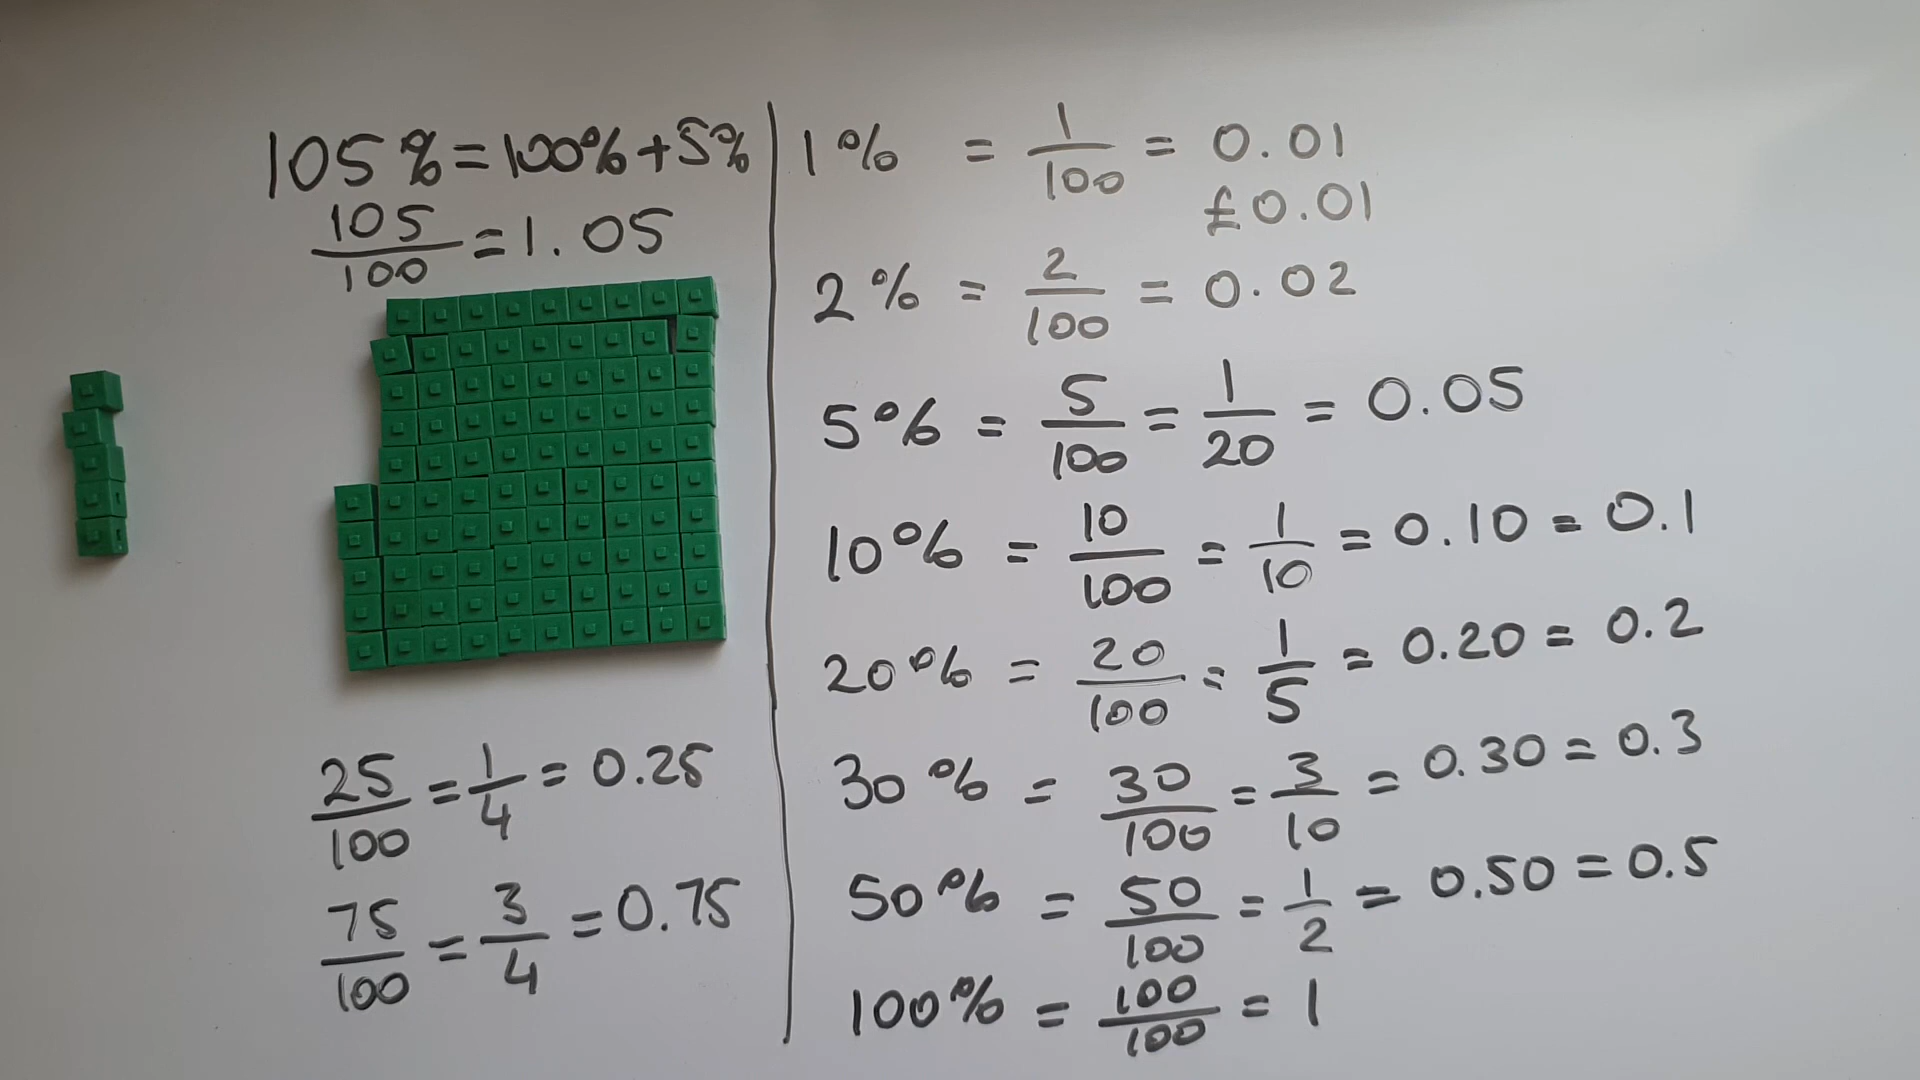 105% = 100% + 5%
105/100 = 1.05
25/100 = 1/4 = 0.25
75/100 = 3/4 = 0.75
1% = 1/100 = 0.01
£0.01
2% = 2/100 = 0.02
5% = 5/100 = 1/20 = 0.05
10% = 10/100 = 1/10 = 0.10 = 0.1
20% = 20/100 = 1/5 = 0.20 = 0.2
30% = 30/100 = 3/10 = 0.30 = 0.3
50% = 50/100 = 1/2 = 0.50 = 0.5
100% = 100/100 = 1